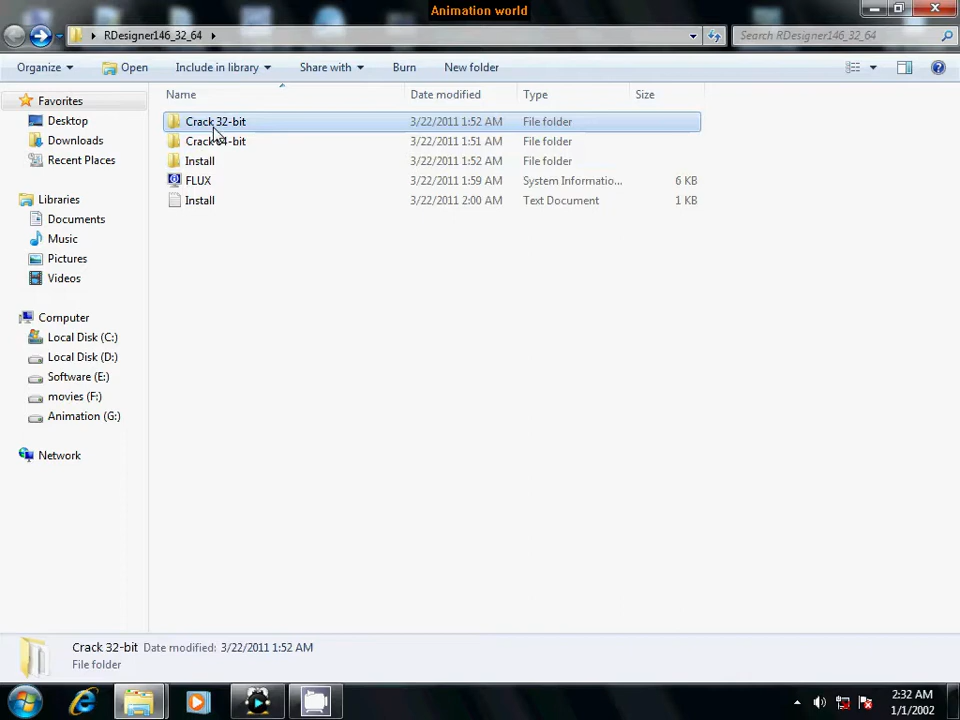 Animation world
RDesigner146_32_64
Search RDesigner146_32_64
Organize
Open
Include in library
Share with
Burn
New folder
Name
Date modified
Type
Size
Favorites
Desktop
Downloads
Recent Places
Libraries
Documents
Music
Pictures
Videos
Computer
Local Disk (C:)
Local Disk (D:)
Software (E:)
movies (F:)
Animation (G:)
Network
Crack 32-bit 3/22/2011 1:52 AM File folder
3/22/2011 1:51 AM File folder
Install 3/22/2011 1:52 AM File folder
FLUX 3/22/2011 1:59 AM System Informatio... 6 KB
Install 3/22/2011 2:00 AM Text Document 1 KB
Crack 32-bit Date modified: 3/22/2011 1:52 AM
File folder
2:32 AM
1/1/2002